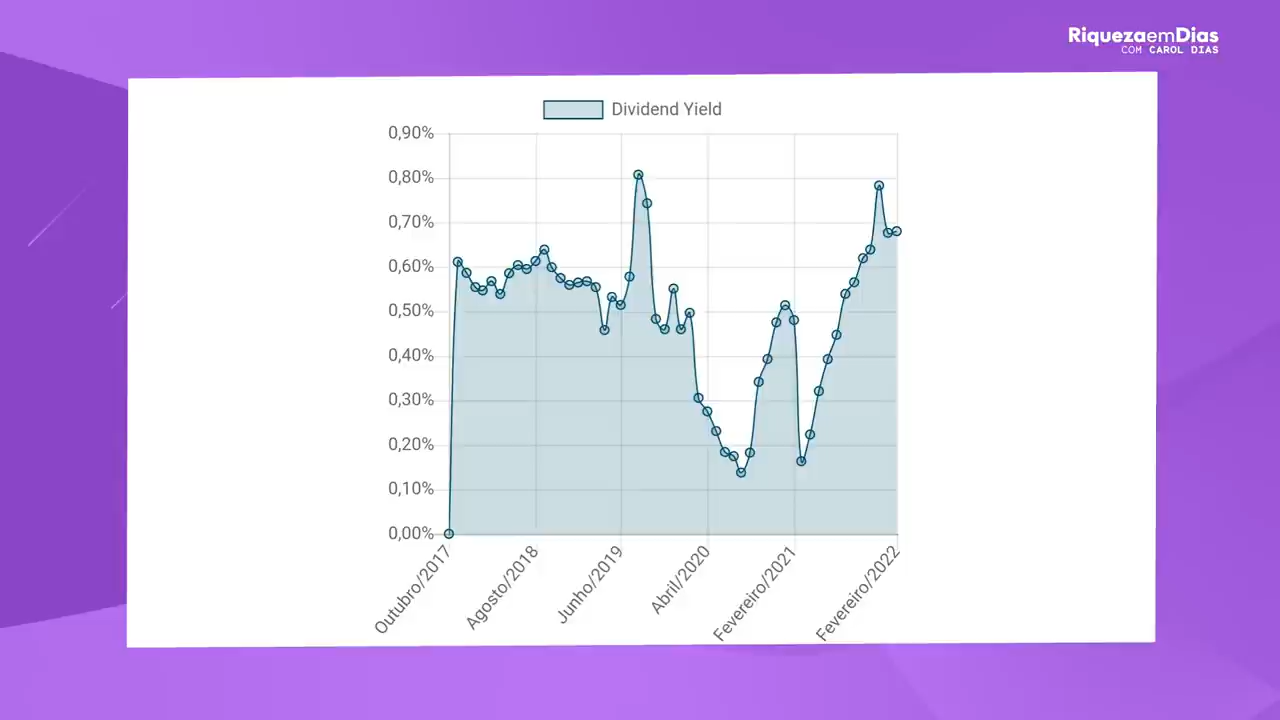 RiquezaemDias
COM CAROL DIAS
Dividend Yield
0,90%
0,80%
0,70%
0,60%
0,50%
0,40%
0,30%
0,20%
0,10%
0,00%
Outubro/2017
Agosto/2018
Junho/2019
Abril/2020
Fevereiro/2021
Fevereiro/2022